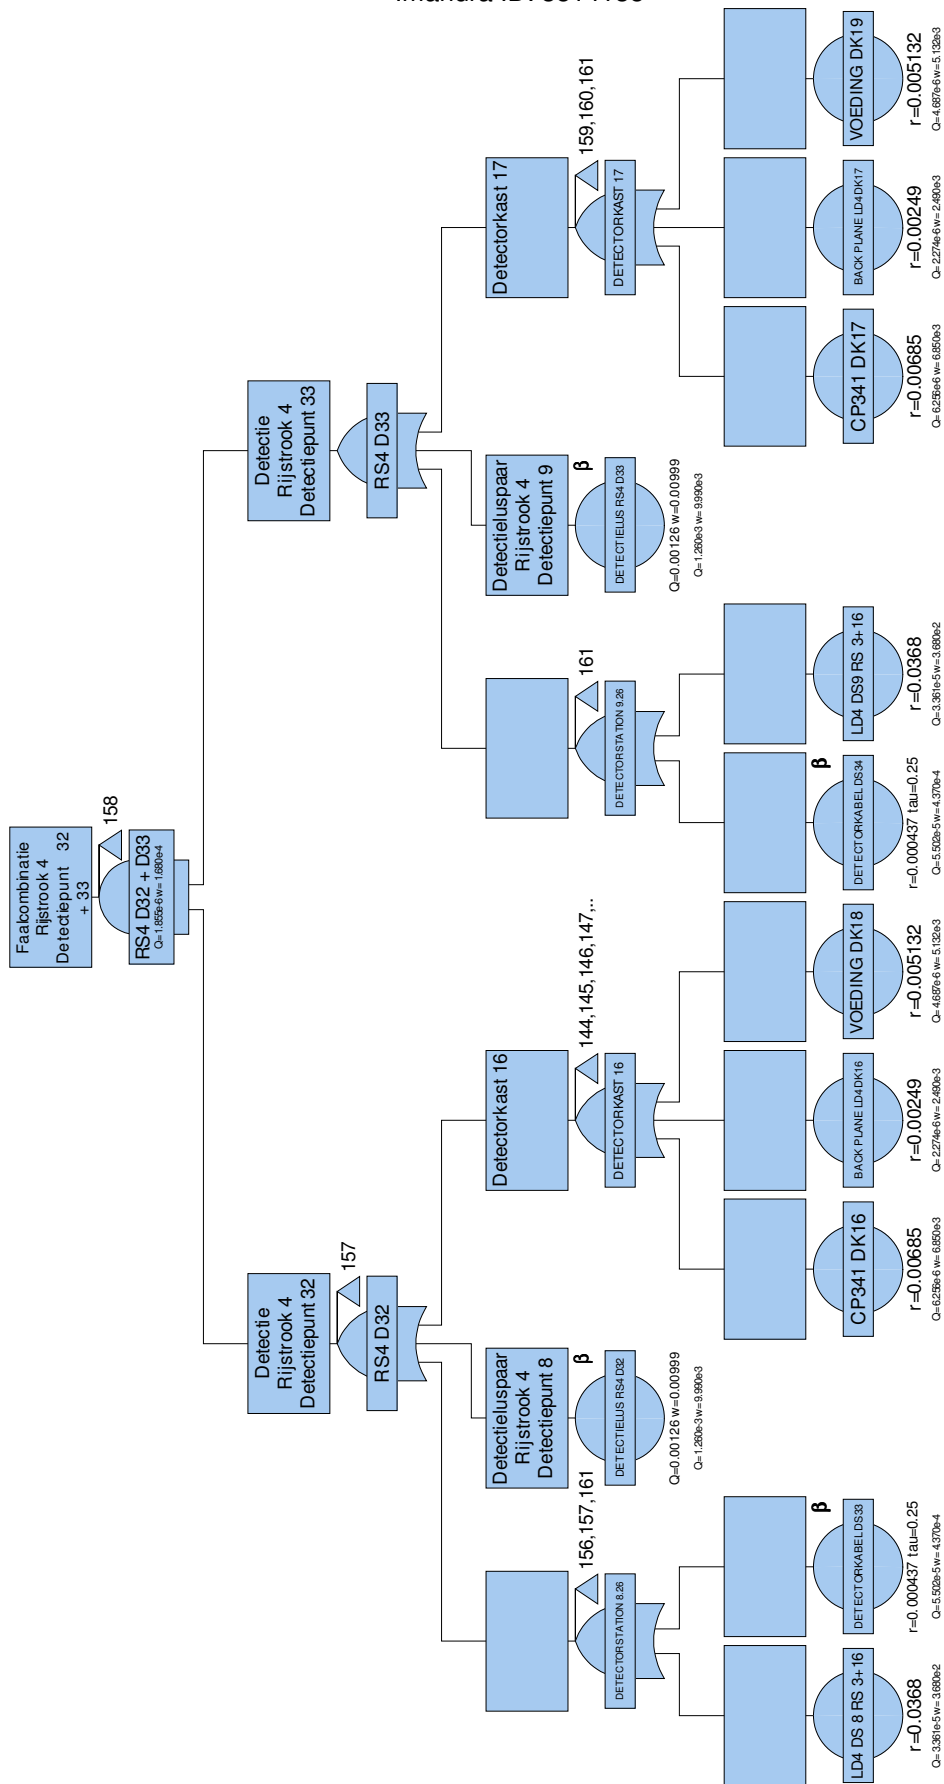 Faalcombinatie
Rijstrook 4
Detectiepunt 32
+ 33
158
RS4 D32 + D33
Q=1.855e-6 w=1.680e-4
Detectie
Rijstrook 4
Detectiepunt 32
157
RS4 D32
Detectie
Rijstrook 4
Detectiepunt 33
RS4 D33
156,157,161
DETECTORSTATION 8.26
Detectieluspaar
Rijstrook 4
Detectiepunt 8
β
DETECTIELUS RS4 D32
Q=0.00126 w=0.00999
Q=1.260e-3 w=9.990e-3
Detectorkast 16
144,145,146,147,..
DETECTORKAST 16
161
DETECTORSTATION 9.26
Detectieluspaar
Rijstrook 4
Detectiepunt 9
β
DETECTIELUS RS4 D33
Q=0.00126 w=0.00999
Q=1.260e-3 w=9.990e-3
Detectorkast 17
159,160,161
DETECTORKAST 17
LD4 DS 8 RS 3+16
r=0.0368
Q=3.361e-5 w=3.680e-2
β
DETECTORKABEL DS33
r=0.000437 tau=0.25
Q=5.502e-5 w=4.370e-4
CP341 DK16
r=0.00685
Q=6.256e-6 w=6.850e-3
BACK PLANE LD4 DK16
r=0.00249
Q=2.274e-6 w=2.490e-3
VOEDING DK18
r=0.005132
Q=4.687e-6 w=5.132e-3
β
DETECTORKABEL DS34
r=0.000437 tau=0.25
Q=5.502e-5 w=4.370e-4
LD4 DS9 RS 3+16
r=0.0368
Q=3.361e-5 w=3.680e-2
CP341 DK17
r=0.00685
Q=6.256e-6 w=6.850e-3
BACK PLANE LD4 DK17
r=0.00249
Q=2.274e-6 w=2.490e-3
VOEDING DK19
r=0.005132
Q=4.687e-6 w=5.132e-3